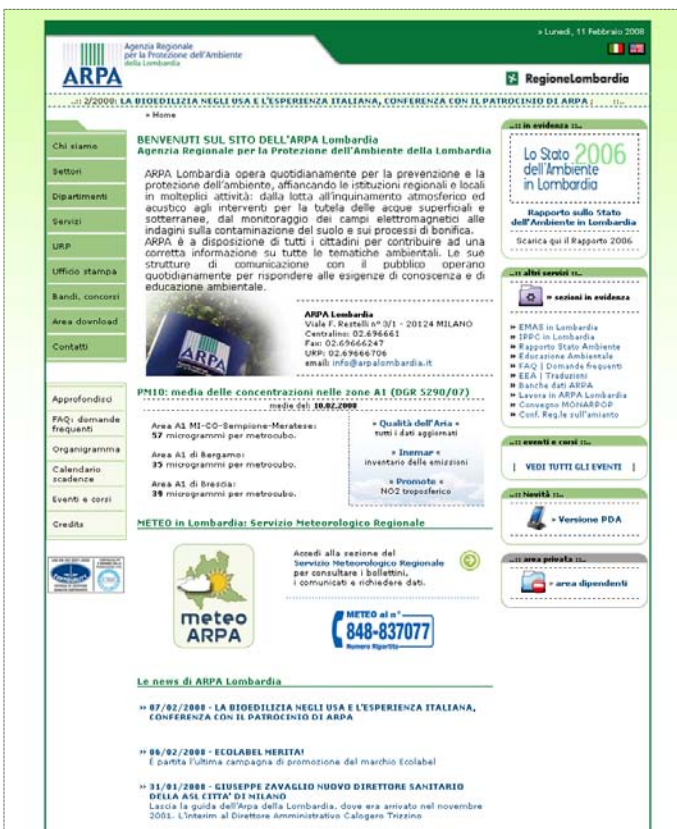 » Lunedì, 11 Febbraio 2008
ARPA
Agenzia Regionale
per la Protezione dell'Ambiente
della Lombardia
RegioneLombardia
..:: 2/2008: LA BIOEDILIZIA NEGLI USA E L'ESPERIENZA ITALIANA, CONFERENZA CON IL PATROCINIO DI ARPA ; ::..
» Home
Chi siamo
Settori
Dipartimenti
Servizi
URP
Ufficio stampa
Bandi, concorsi
Area download
Contatti
Approfondisci
FAQ: domande
frequenti
Organigramma
Calendario
scadenze
Eventi e corsi
Credits
BENVENUTI SUL SITO DELL'ARPA Lombardia
Agenzia Regionale per la Protezione dell'Ambiente della Lombardia
ARPA Lombardia opera quotidianamente per la prevenzione e la
protezione dell'ambiente, affiancando le istituzioni regionali e locali
in molteplici attività: dalla lotta all'inquinamento atmosferico ed
acustico agli interventi per la tutela delle acque superficiali e
sotterranee, dal monitoraggio dei campi elettromagnetici alle
indagini sulla contaminazione del suolo e sui processi di bonifica.
ARPA è a disposizione di tutti i cittadini per contribuire ad una
corretta informazione su tutte le tematiche ambientali. Le sue
strutture di comunicazione con il pubblico operano
quotidianamente per rispondere alle esigenze di conoscenza e di
educazione ambientale.
ARPA
ARPA Lombardia
Viale F. Restelli n° 3/1 - 20124 MILANO
Centralino: 02.696661
Fax: 02.69666247
URP: 02.69666706
email: info@arpalombardia.it
PM10: media delle concentrazioni nelle zone A1 (DGR 5290/07)
medie del: 10.02.2008
Area A1 MI-CO-Sempione-Meratese:
57 microgrammi per metrocubo.
Area A1 di Bergamo:
35 microgrammi per metrocubo.
Area A1 di Brescia:
39 microgrammi per metrocubo.
» Qualità dell'Aria «
tutti i dati aggiornati
» Inemar «
inventario delle emissioni
» Promote «
NO2 troposferico
METEO in Lombardia: Servizio Meteorologico Regionale
meteo
ARPA
Accedi alla sezione del
Servizio Meteorologico Regionale
per consultare i bollettini,
i comunicati e richiedere dati.
METEO al n°
848-837077
Numero Ripartito
Le news di ARPA Lombardia
» 07/02/2008 - LA BIOEDILIZIA NEGLI USA E L'ESPERIENZA ITALIANA,
CONFERENZA CON IL PATROCINIO DI ARPA
» 06/02/2008 - ECOLABEL MERITA!
È partita l'ultima campagna di promozione del marchio Ecolabel
» 31/01/2008 - GIUSEPPE ZAVAGLIO NUOVO DIRETTORE SANITARIO
DELLA ASL CITTA' DI MILANO
Lascia la guida dell'Arpa della Lombardia, dove era arrivato nel novembre
2001. L'interim al Direttore Amministrativo Calogero Trizzino
..:: in evidenza ::..
Lo Stato 2006
dell'Ambiente
in Lombardia
Rapporto sullo Stato
dell'Ambiente in Lombardia
Scarica qui il Rapporto 2006
..:: altri servizi ::..
» sezioni in evidenza
» EMAS in Lombardia
» IPPC in Lombardia
» Rapporto Stato Ambiente
» Educazione Ambientale
» FAQ | Domande frequenti
» EEA | Traduzioni
» Banche dati ARPA
» Lavora in ARPA Lombardia
» Convegno MONARPOP
» Conf. Reg.le sull'amianto
..:: eventi e corsi ::..
| VEDI TUTTI GLI EVENTI |
..:: Novità ::..
» Versione PDA
..:: area privata ::..
» area dipendenti